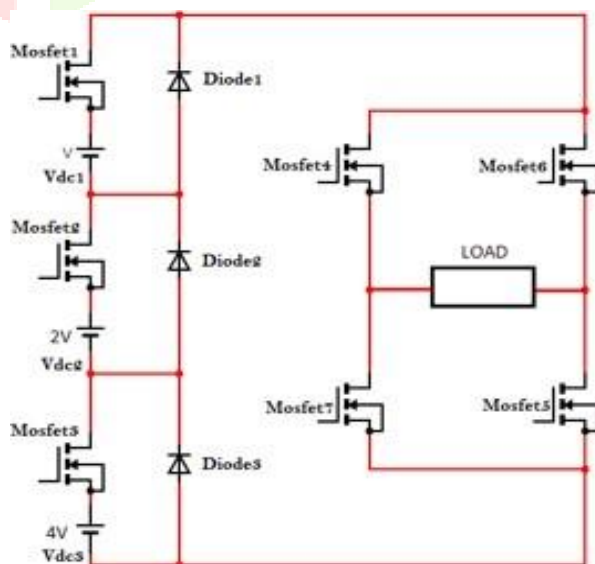 Mosfet1
Diode1
V
Vdc1
Mosfet4
Mosfet6
Mosfet2
Diode2
LOAD
2V
Vdc2
Mosfet7
Mosfet5
Mosfet3
Diode3
4V
Vdc3